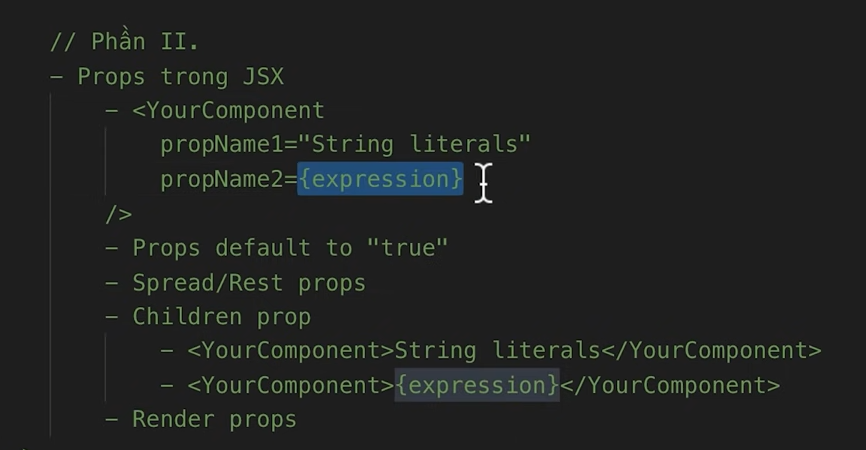 // Phần II.
- Props trong JSX
- <YourComponent
propName1="String literals"
propName2={expression}
/>
- Props default to "true"
- Spread/Rest props
- Children prop
- <YourComponent>String literals</YourComponent>
- <YourComponent>{expression}</YourComponent>
- Render props